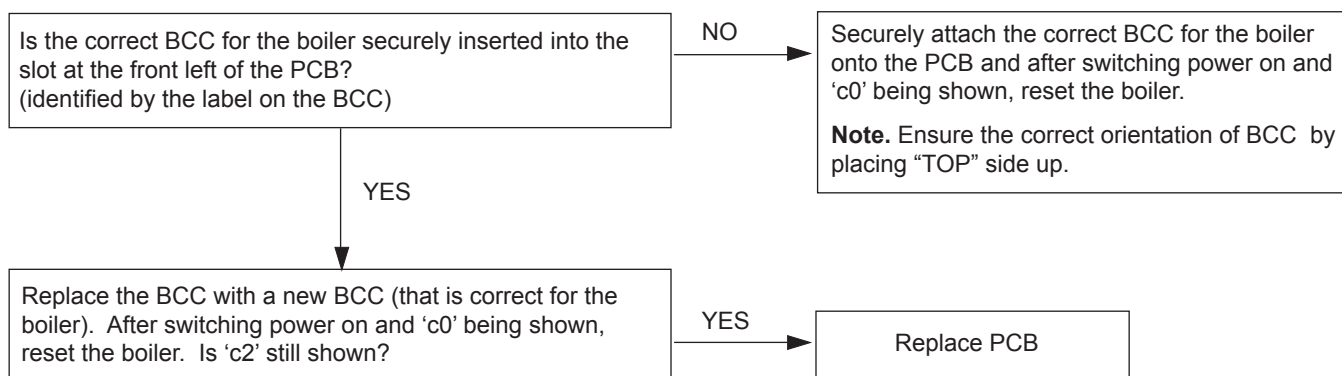 Is the correct BCC for the boiler securely inserted into the
slot at the front left of the PCB?
(identified by the label on the BCC)
NO
Securely attach the correct BCC for the boiler
onto the PCB and after switching power on and
‘c0’ being shown, reset the boiler.
Note. Ensure the correct orientation of BCC by
placing “TOP” side up.
YES
Replace the BCC with a new BCC (that is correct for the
boiler). After switching power on and ‘c0’ being shown,
reset the boiler. Is ‘c2’ still shown?
YES
Replace PCB